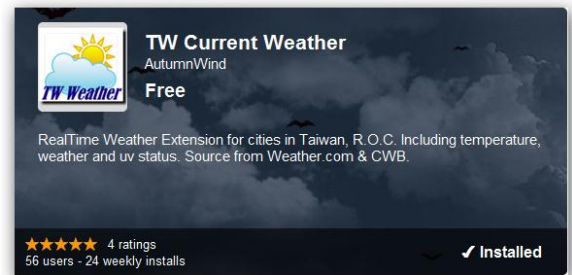 TW Current Weather
AutumnWind
TW Weather
Free
RealTime Weather Extension for cities in Taiwan, R.O.C. Including temperature,
weather and uv status. Source from Weather.com & CWB.
4 ratings
56 users - 24 weekly installs
✓ Installed